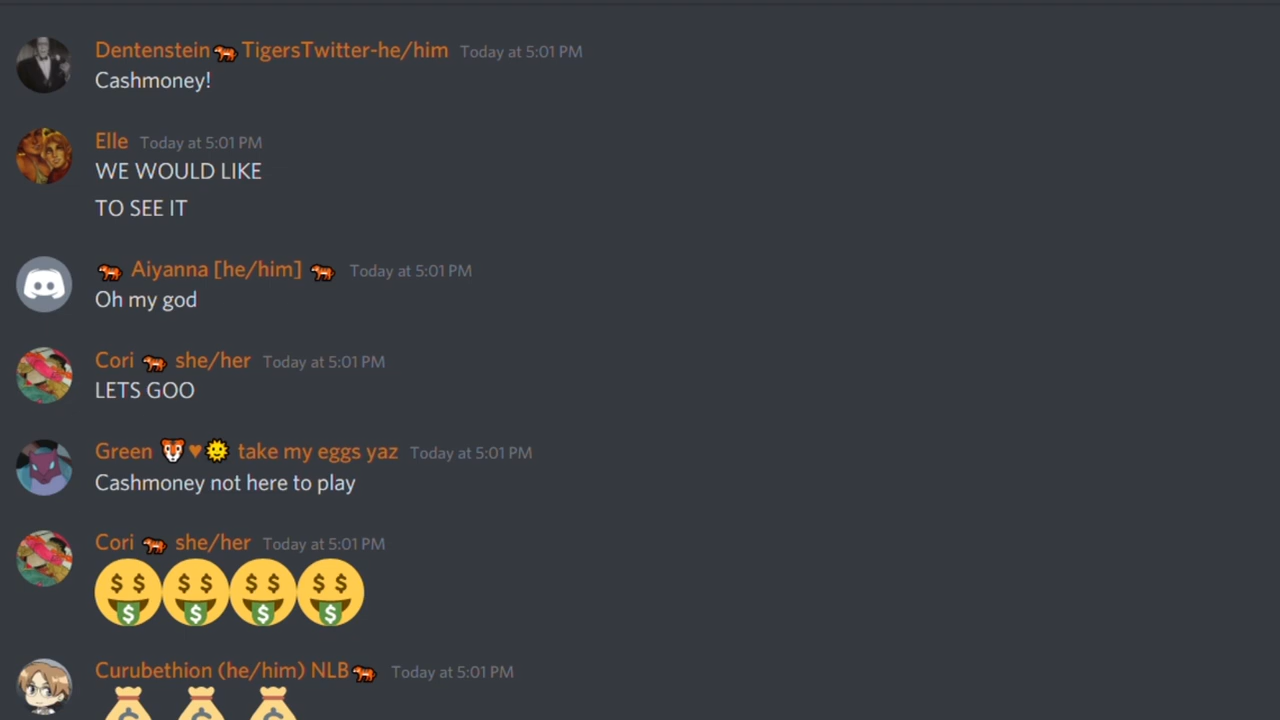 Dentenstein🐅TigersTwitter-he/him Today at 5:01 PM
Cashmoney!
Elle Today at 5:01 PM
WE WOULD LIKE
TO SEE IT
🐅 Aiyanna [he/him] 🐅 Today at 5:01 PM
Oh my god
Cori 🐅 she/her Today at 5:01 PM
LETS GOO
Green 🐯♥🌞 take my eggs yaz Today at 5:01 PM
Cashmoney not here to play
Cori 🐅 she/her Today at 5:01 PM
🤑🤑🤑🤑
Curubethion (he/him) NLB🐅 Today at 5:01 PM
💰💰💰